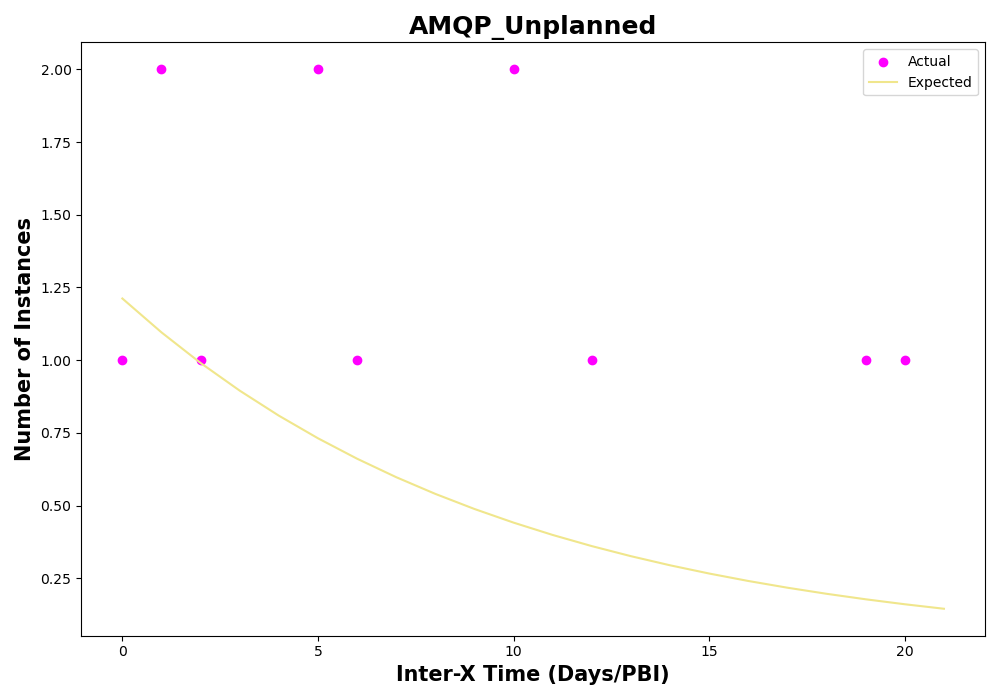 AMQP_Unplanned
Actual
Expected
2.00
1.75
1.50
1.25
1.00
0.75
0.50
0.25
Number of Instances
0 5 10 15 20
Inter-X Time (Days/PBI)